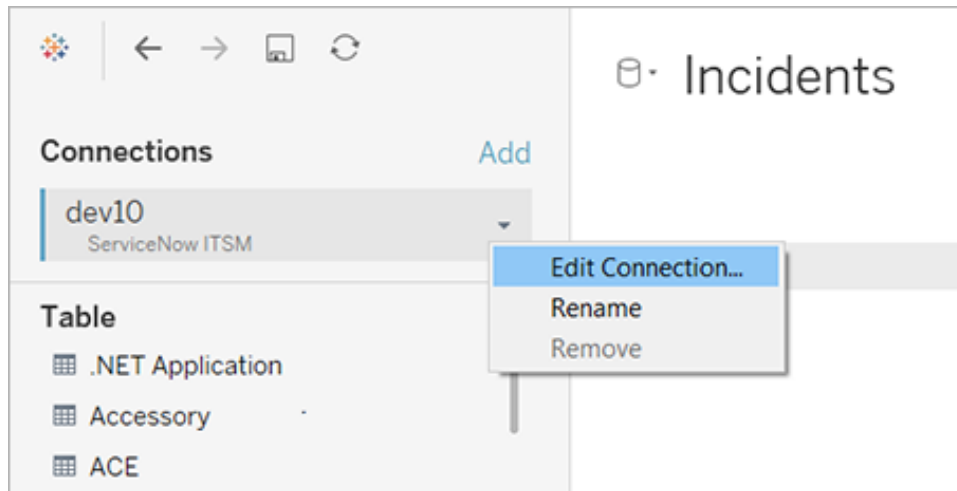 Incidents
Connections
Add
dev10
ServiceNow ITSM
Edit Connection...
Rename
Remove
Table
.NET Application
Accessory
ACE